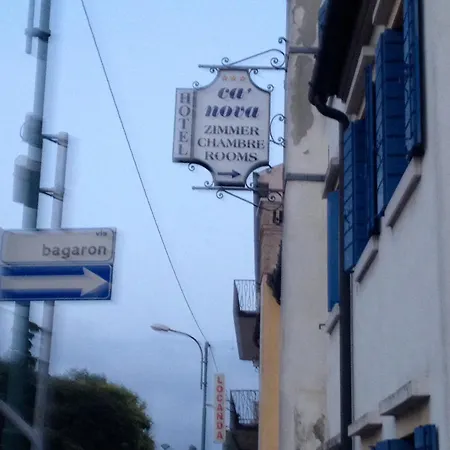 HOTEL
ca'
nova
ZIMMER
CHAMBRE
ROOMS
via
bagaron
LOCANDA